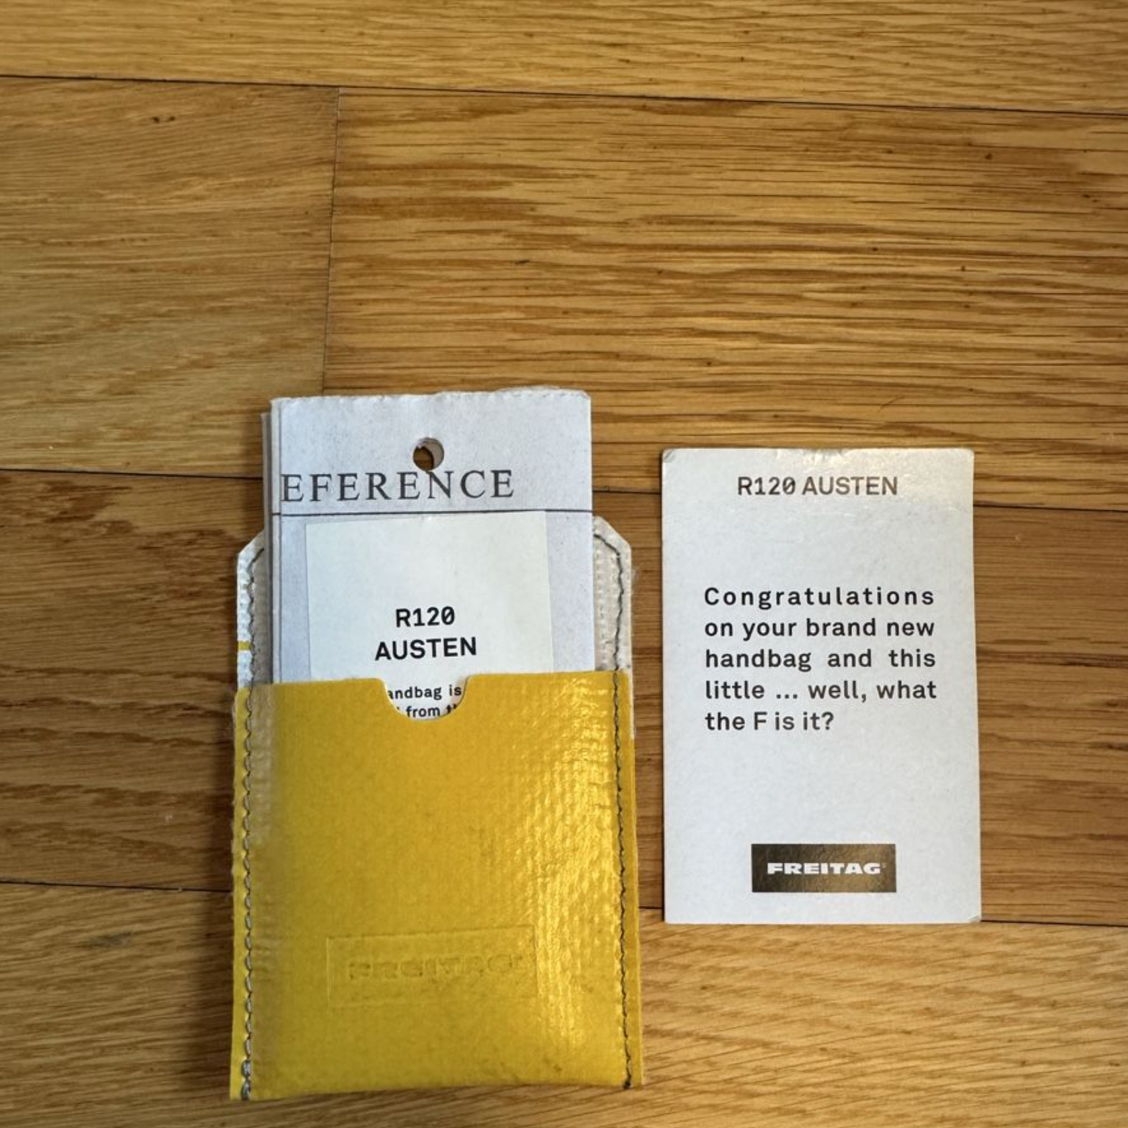 EFERENCE
R120
AUSTEN
andbag is
from
FREITAG
R120 AUSTEN
Congratulations
on your brand new
handbag and this
little ... well, what
the F is it?
FREITAG